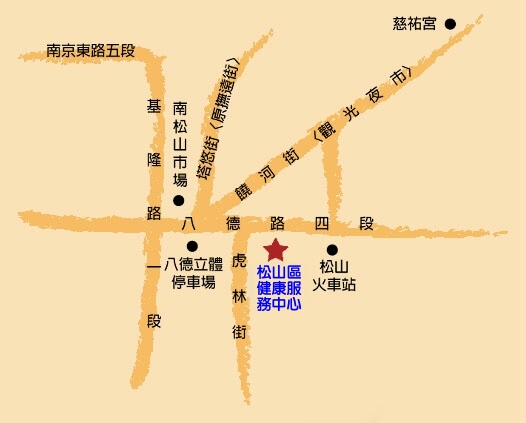 慈祐宮
南京東路五段
基隆路一段
南松山市場
塔悠街〈原撫遠街〉
饒河街〈觀光夜市〉
八德路四段
八德立體
停車場
虎林街
松山區
健康服
務中心
松山
火車站